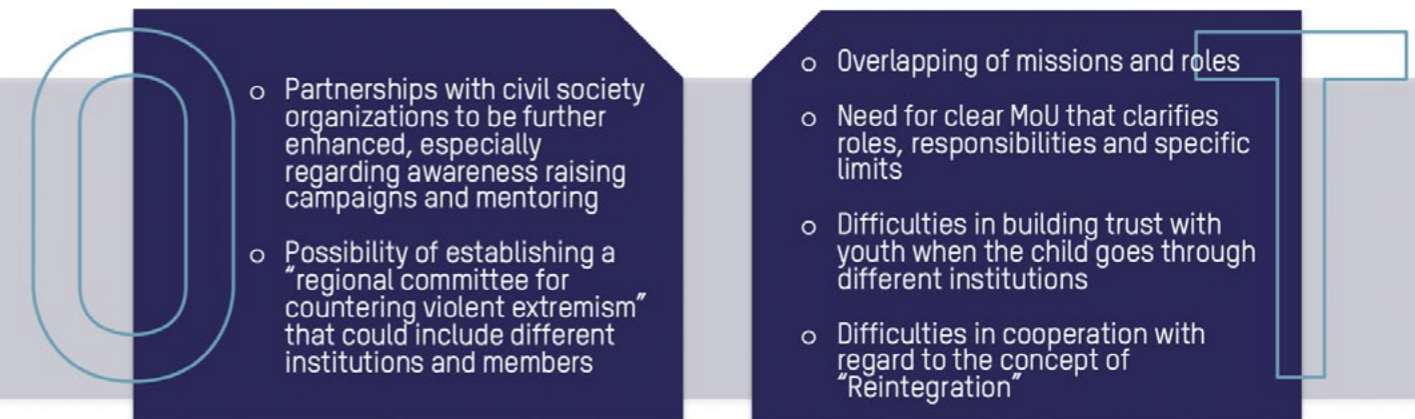 O
o Partnerships with civil society
organizations to be further
enhanced, especially
regarding awareness raising
campaigns and mentoring
o Possibility of establishing a
“regional committee for
countering violent extremism”
that could include different
institutions and members
T
o Overlapping of missions and roles
o Need for clear MoU that clarifies
roles, responsibilities and specific
limits
o Difficulties in building trust with
youth when the child goes through
different institutions
o Difficulties in cooperation with
regard to the concept of
“Reintegration”